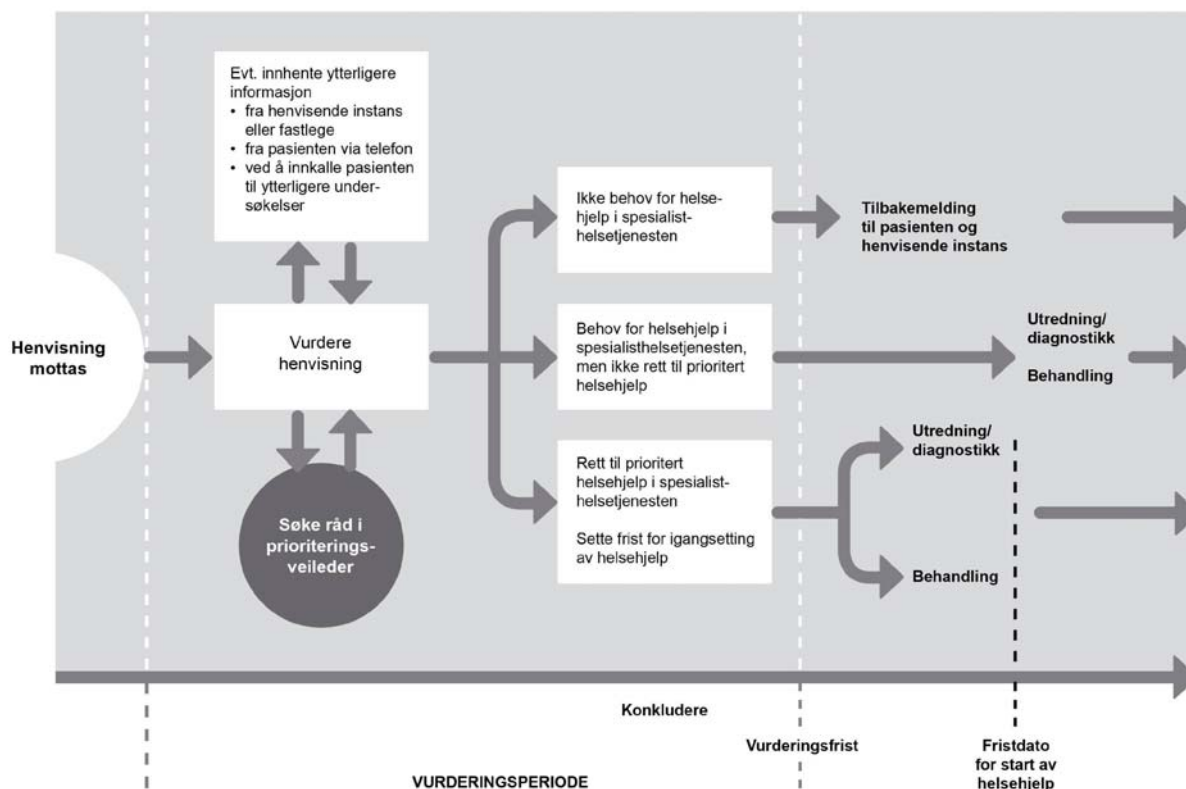 Evt. innhente ytterligere
informasjon
• fra henvisende instans
eller fastlege
• fra pasienten via telefon
• ved å innkalle pasienten
til ytterligere under-
søkelser
Henvisning
mottas
Vurdere
henvisning
Søke råd i
prioriterings-
veileder
Ikke behov for helse-
hjelp i spesialist-
helsetjenesten
Tilbakemelding
til pasienten og
henvisende instans
Behov for helsehjelp i
spesialisthelsetjenesten,
men ikke rett til prioritert
helsehjelp
Utredning/
diagnostikk
Behandling
Rett til prioritert
helsehjelp i spesialist-
helsetjenesten
Sette frist for igangsetting
av helsehjelp
Utredning/
diagnostikk
Behandling
Konkludere
Vurderingsfrist
Fristdato
for start av
helsehjelp
VURDERINGSPERIODE